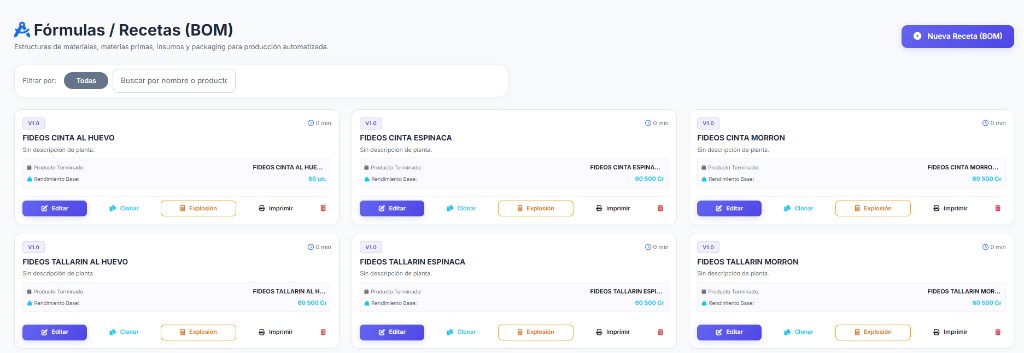 Fórmulas / Recetas (BOM)
Estructuras de materiales, materias primas, insumos y packaging para producción automatizada.
Nueva Receta (BOM)
Filtrar por: Todas Buscar por nombre o producto
V1.0 0 min
FIDEOS CINTA AL HUEVO
Sin descripción de planta.
Producto Terminado: FIDEOS CINTA AL HUE...
Rendimiento Base: 60 un.
Editar Clonar Explosión Imprimir
V1.0 0 min
FIDEOS CINTA ESPINACA
Sin descripción de planta.
Producto Terminado: FIDEOS CINTA ESPINA...
Rendimiento Base: 60 500 Gr
Editar Clonar Explosión Imprimir
V1.0 0 min
FIDEOS CINTA MORRON
Sin descripción de planta.
Producto Terminado: FIDEOS CINTA MORRO...
Rendimiento Base: 60 500 Gr
Editar Clonar Explosión Imprimir
V1.0 0 min
FIDEOS TALLARIN AL HUEVO
Sin descripción de planta.
Producto Terminado: FIDEOS TALLARIN AL H...
Rendimiento Base: 60 500 Gr
Editar Clonar Explosión Imprimir
V1.0 0 min
FIDEOS TALLARIN ESPINACA
Sin descripción de planta.
Producto Terminado: FIDEOS TALLARIN ESPI...
Rendimiento Base: 60 500 Gr
Editar Clonar Explosión Imprimir
V1.0 0 min
FIDEOS TALLARIN MORRON
Sin descripción de planta.
Producto Terminado: FIDEOS TALLARIN MOR...
Rendimiento Base: 60 500 Gr
Editar Clonar Explosión Imprimir